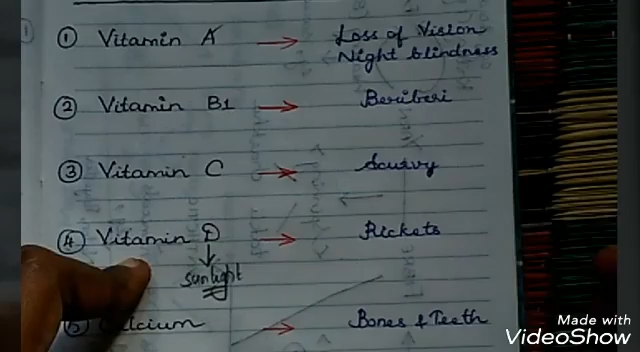 ① Vitamin A → Loss of Vision
Night blindness
② Vitamin B1 → Beriberi
③ Vitamin C → Scurvy
④ Vitamin D → Rickets
↓
sunlight
⑤ Calcium → Bones & Teeth
Made with
VideoShow